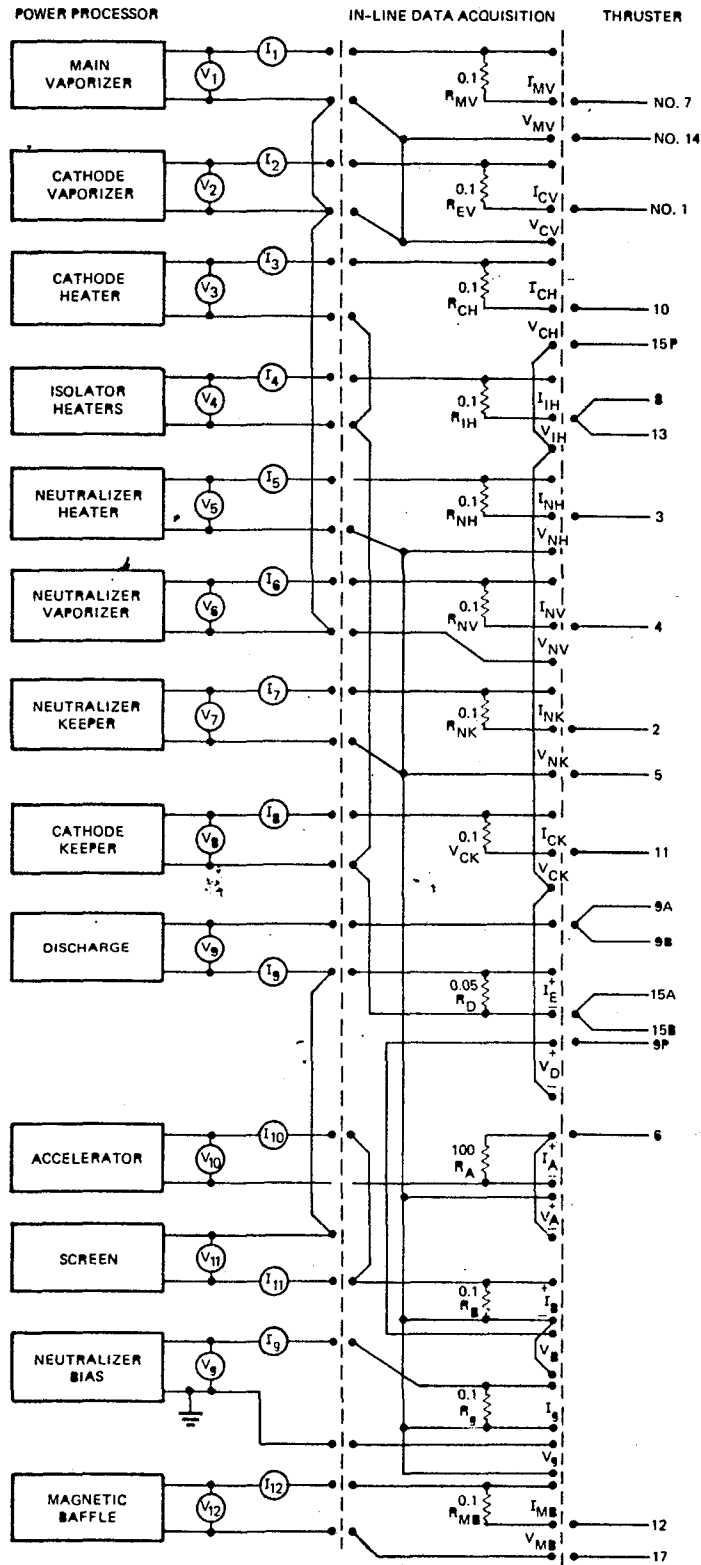 POWER PROCESSOR
IN-LINE DATA ACQUISITION
THRUSTER
MAIN
VAPORIZER
V1
I1
0.1
RMV
IMV
NO. 7
VMV
NO. 14
CATHODE
VAPORIZER
V2
I2
0.1
REV
ICV
NO. 1
VCV
CATHODE
HEATER
V3
I3
0.1
RCH
ICH
10
VCH
15P
ISOLATOR
HEATERS
V4
I4
0.1
RIH
IIH
8
VIH
13
NEUTRALIZER
HEATER
V5
I5
0.1
RNH
INH
3
VNH
NEUTRALIZER
VAPORIZER
V6
I6
0.1
RNV
INV
4
VNV
NEUTRALIZER
KEEPER
V7
I7
0.1
RNK
INK
2
VNK
5
CATHODE
KEEPER
V8
I8
0.1
VCK
ICK
11
VCK
9A
9B
DISCHARGE
V9
I9
0.05
RD
+
IE
−
15A
15B
9P
+
VD
−
ACCELERATOR
V10
I10
100
RA
+
IA
−
6
+
VA
−
SCREEN
V11
I11
0.1
RB
+
IB
−
VB
NEUTRALIZER
BIAS
Vg
Ig
0.1
Rg
Ig
Vg
MAGNETIC
BAFFLE
V12
I12
0.1
RMB
IMB
12
VMB
17